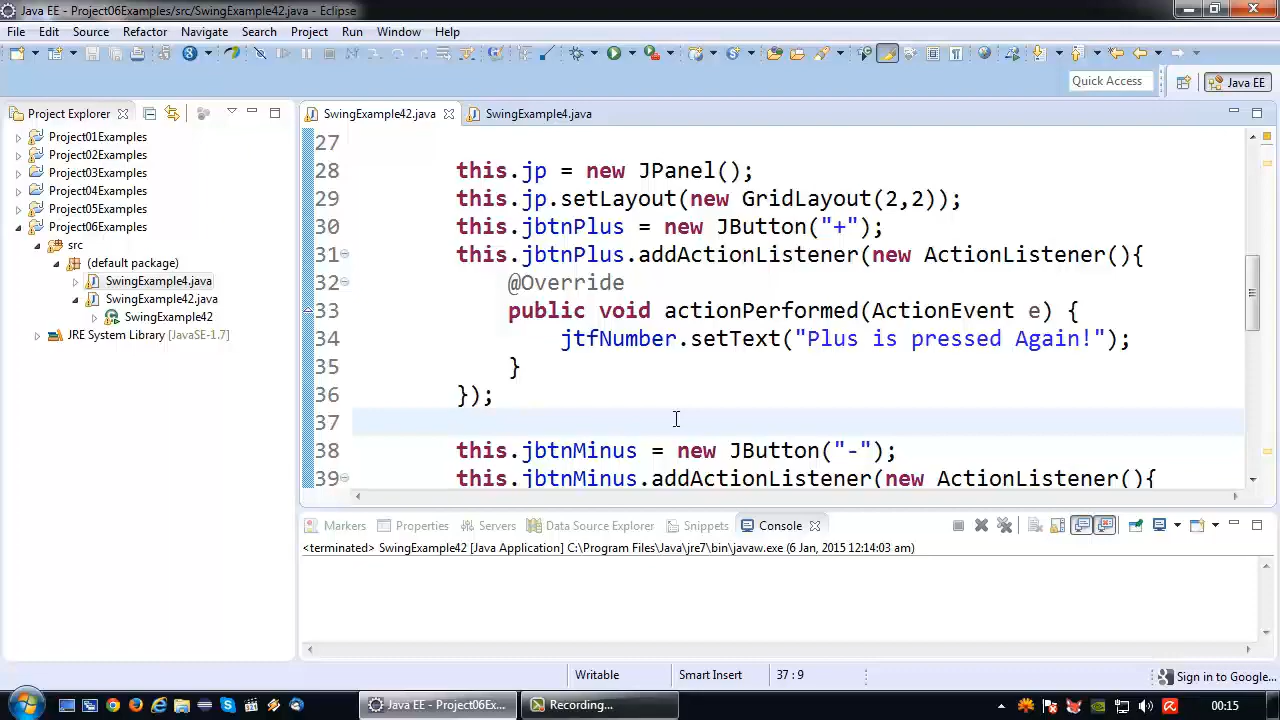 Java EE - Project06Examples/src/SwingExample42.java - Eclipse
File Edit Source Refactor Navigate Search Project Run Window Help
Quick Access
Java EE
Project Explorer
SwingExample42.java
SwingExample4.java
Project01Examples
Project02Examples
Project03Examples
Project04Examples
Project05Examples
Project06Examples
src
(default package)
SwingExample4.java
SwingExample42.java
SwingExample42
JRE System Library [JavaSE-1.7]
27
28 this.jp = new JPanel();
29 this.jp.setLayout(new GridLayout(2,2));
30 this.jbtnPlus = new JButton("+");
31 this.jbtnPlus.addActionListener(new ActionListener(){
32 @Override
33 public void actionPerformed(ActionEvent e) {
34 jtfNumber.setText("Plus is pressed Again!");
35 }
36 });
37
38 this.jbtnMinus = new JButton("-");
39 this.jbtnMinus.addActionListener(new ActionListener(){
Markers Properties Servers Data Source Explorer Snippets Console
<terminated> SwingExample42 [Java Application] C:\Program Files\Java\jre7\bin\javaw.exe (6 Jan, 2015 12:14:03 am)
Writable Smart Insert 37 : 9 Sign in to Google...
Java EE - Project06Ex... Recording... 00:15